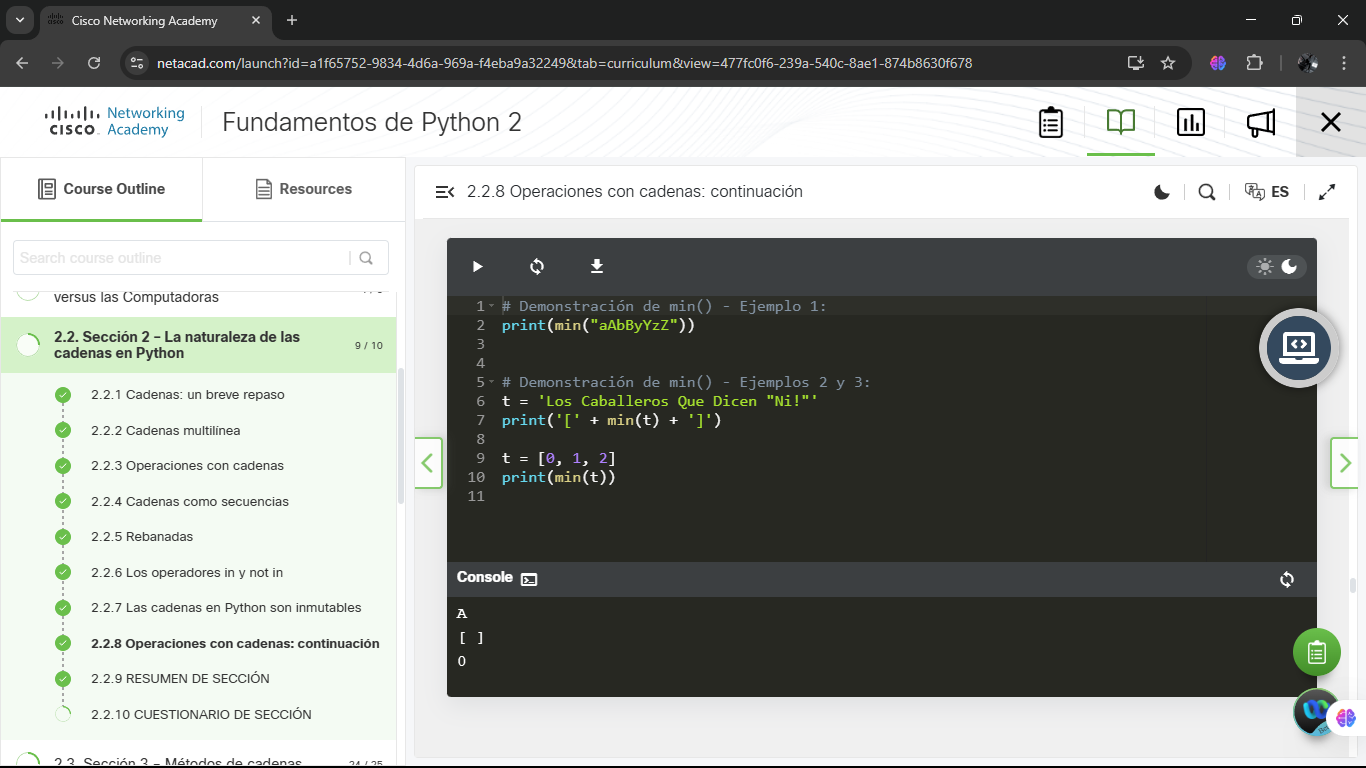 Cisco Networking Academy
netacad.com/launch?id=a1f65752-9834-4d6a-969a-f4eba9a32249&tab=curriculum&view=477fc0f6-239a-540c-8ae1-874b8630f678
CISCO Networking Academy
Fundamentos de Python 2
Course Outline
Resources
Search course outline
versus las Computadoras
2.2. Sección 2 – La naturaleza de las cadenas en Python
9 / 10
2.2.1 Cadenas: un breve repaso
2.2.2 Cadenas multilínea
2.2.3 Operaciones con cadenas
2.2.4 Cadenas como secuencias
2.2.5 Rebanadas
2.2.6 Los operadores in y not in
2.2.7 Las cadenas en Python son inmutables
2.2.8 Operaciones con cadenas: continuación
2.2.9 RESUMEN DE SECCIÓN
2.2.10 CUESTIONARIO DE SECCIÓN
2.3. Sección 3 – Métodos de cadenas
24 / 25
2.2.8 Operaciones con cadenas: continuación
ES
1 # Demonstración de min() - Ejemplo 1:
2 print(min("aAbByYzZ"))
3
4
5 # Demonstración de min() - Ejemplos 2 y 3:
6 t = 'Los Caballeros Que Dicen "Ni!"'
7 print('[' + min(t) + ']')
8
9 t = [0, 1, 2]
10 print(min(t))
11
Console
A
[ ]
0